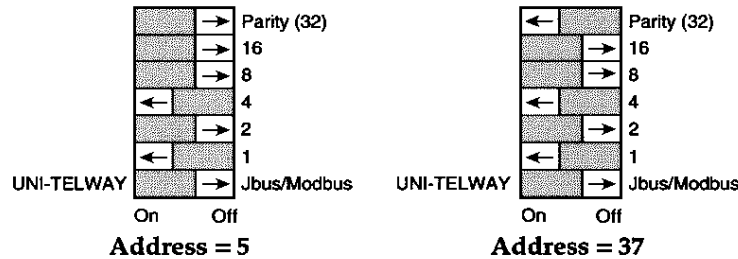 Parity (32)
16
8
4
2
1
UNI-TELWAY Jbus/Modbus
On Off
Address = 5
Parity (32)
16
8
4
2
1
UNI-TELWAY Jbus/Modbus
On Off
Address = 37